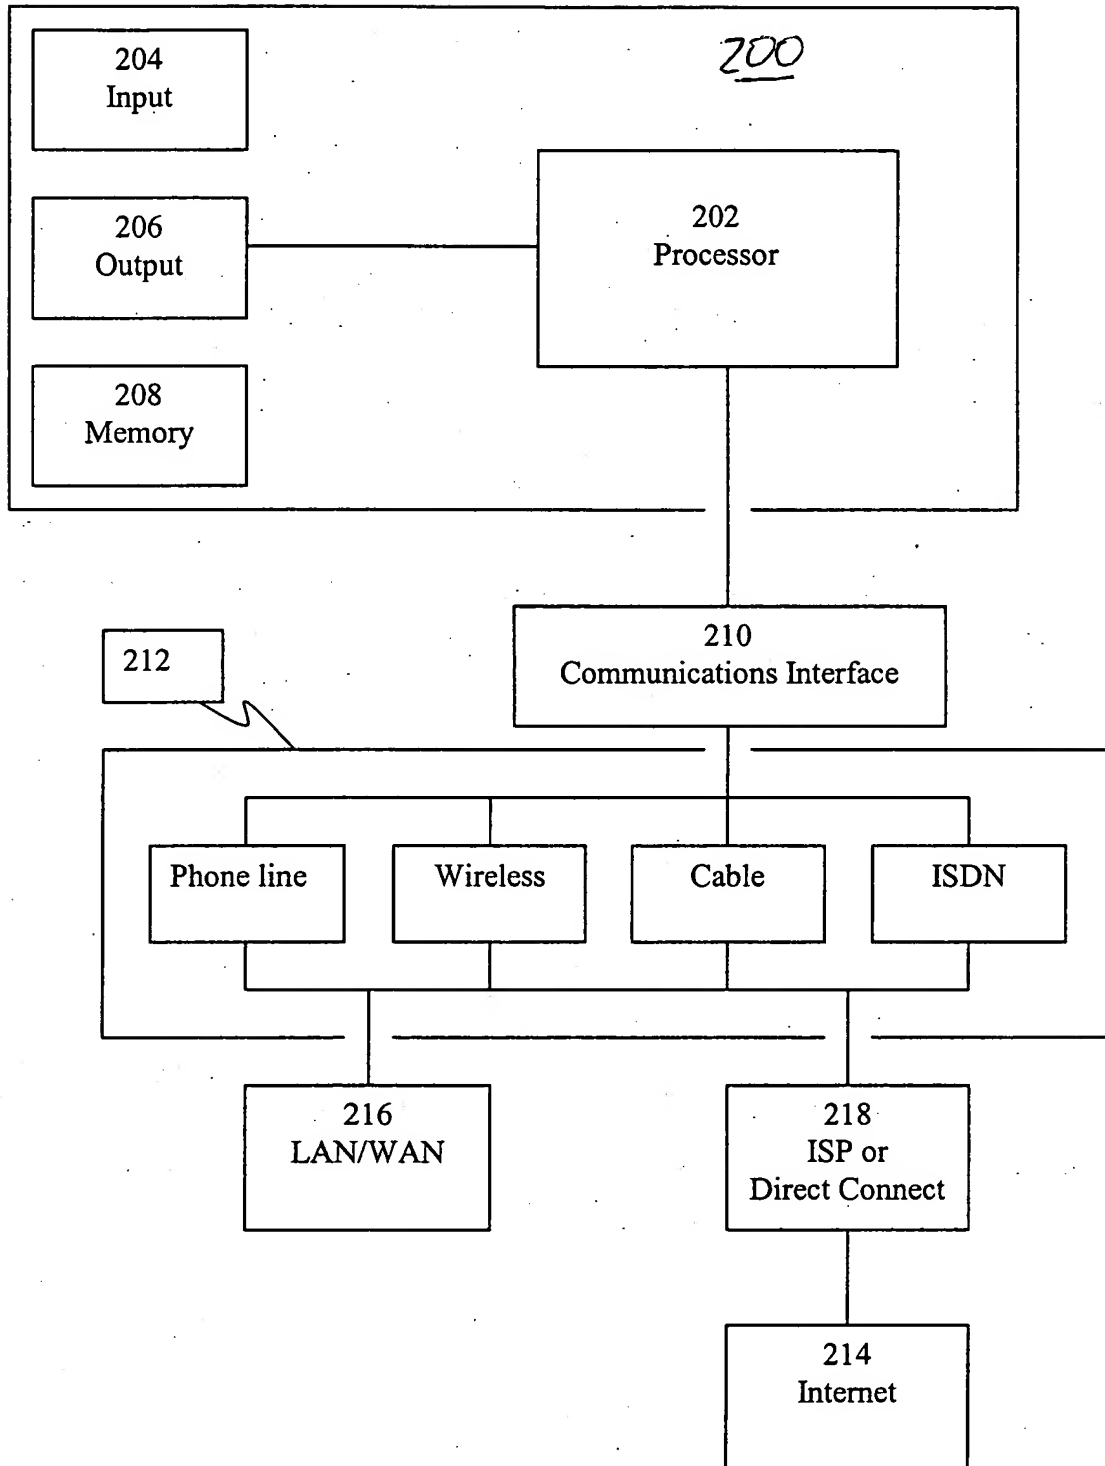 200
204
Input
202
Processor
206
Output
208
Memory
210
Communications Interface
212
Phone line
Wireless
Cable
ISDN
216
LAN/WAN
218
ISP or
Direct Connect
214
Internet